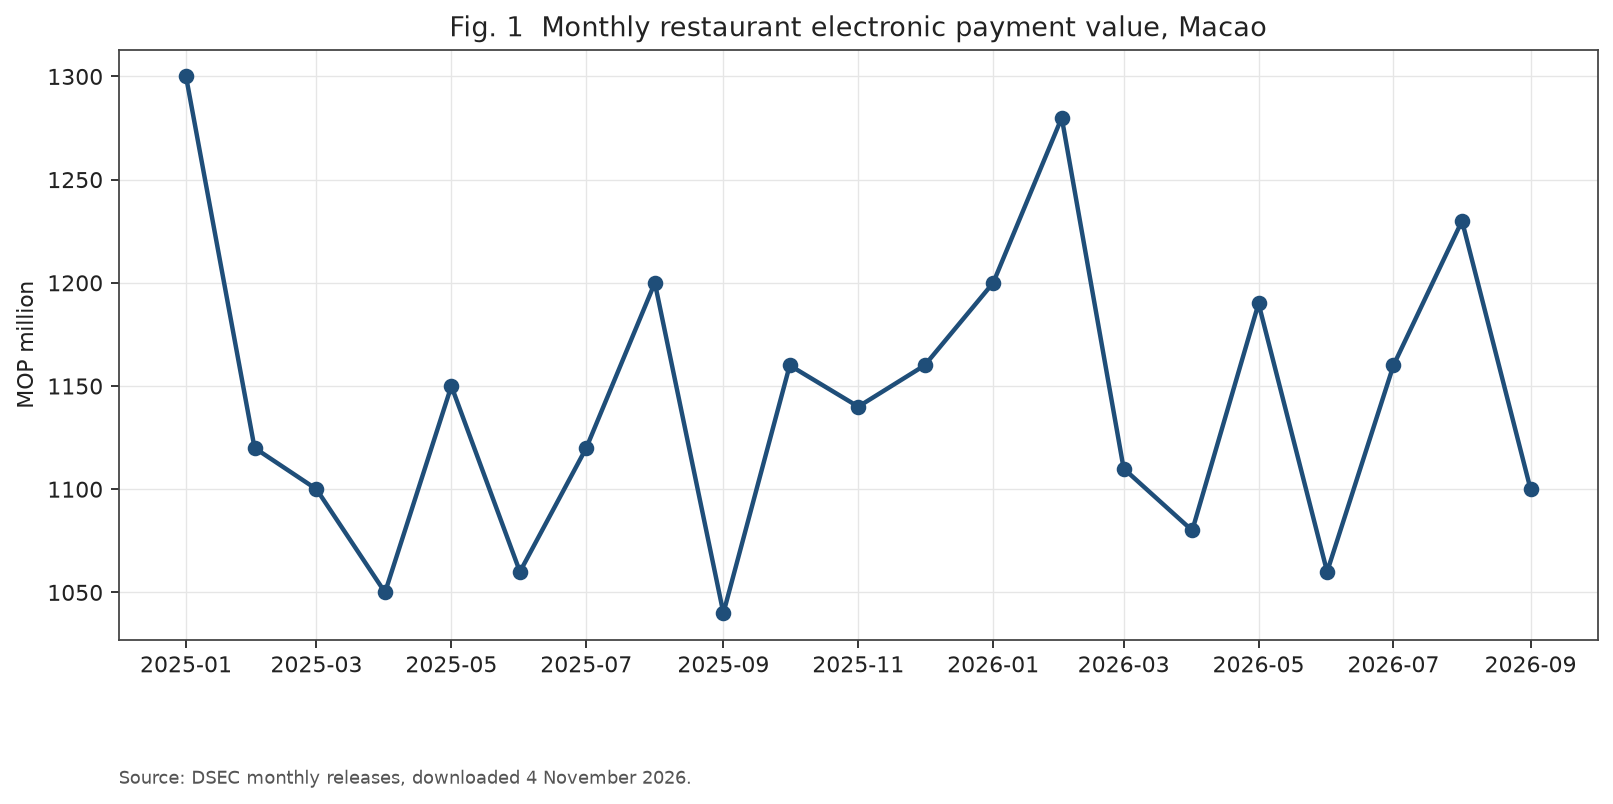 Fig. 1  Monthly restaurant electronic payment value, Macao
MOP million
1300
1250
1200
1150
1100
1050
2025-01 2025-03 2025-05 2025-07 2025-09 2025-11 2026-01 2026-03 2026-05 2026-07 2026-09
Source: DSEC monthly releases, downloaded 4 November 2026.